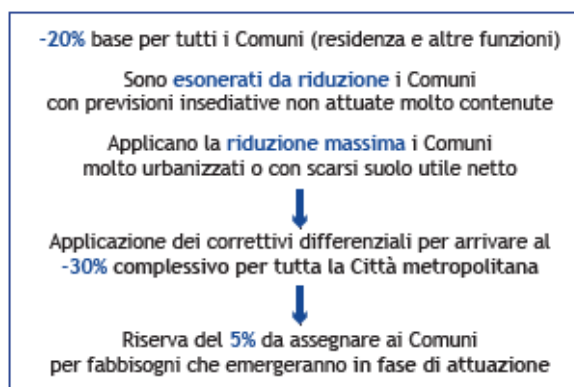 -20% base per tutti i Comuni (residenza e altre funzioni)
Sono esonerati da riduzione i Comuni
con previsioni insediative non attuate molto contenute
Applicano la riduzione massima i Comuni
molto urbanizzati o con scarsi suolo utile netto
Applicazione dei correttivi differenziali per arrivare al
-30% complessivo per tutta la Città metropolitana
Riserva del 5% da assegnare ai Comuni
per fabbisogni che emergeranno in fase di attuazione